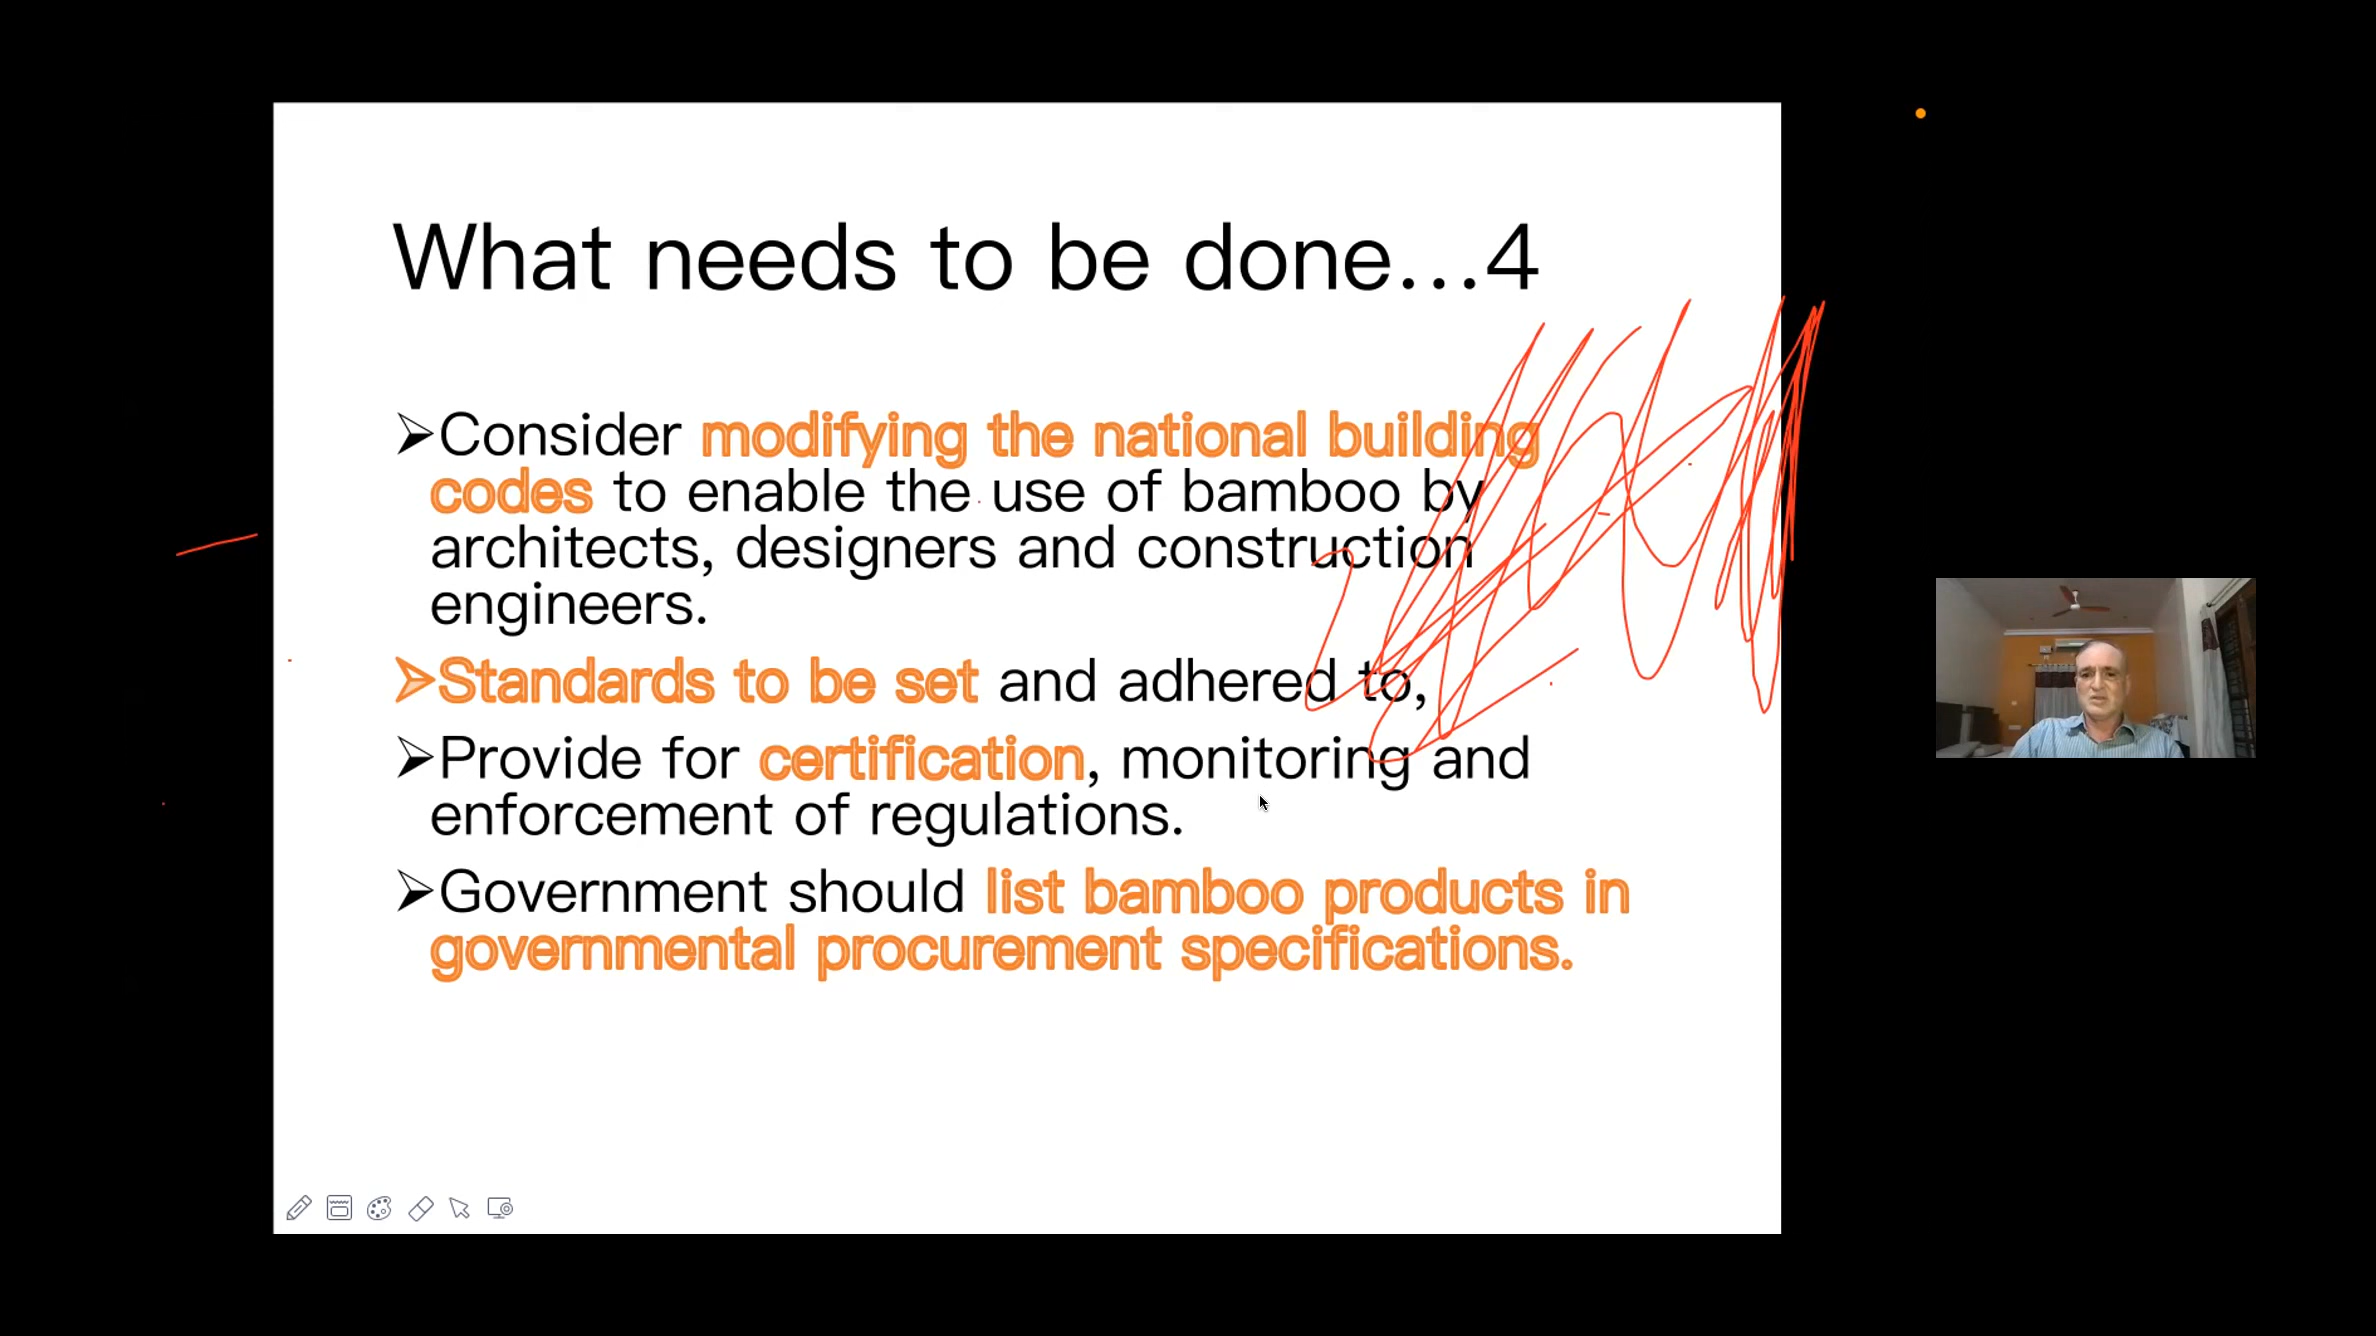 What needs to be done...4
➢Consider modifying the national building
codes to enable the use of bamboo by
architects, designers and construction
engineers.
➢Standards to be set and adhered to,
➢Provide for certification, monitoring and
enforcement of regulations.
➢Government should list bamboo products in
governmental procurement specifications.